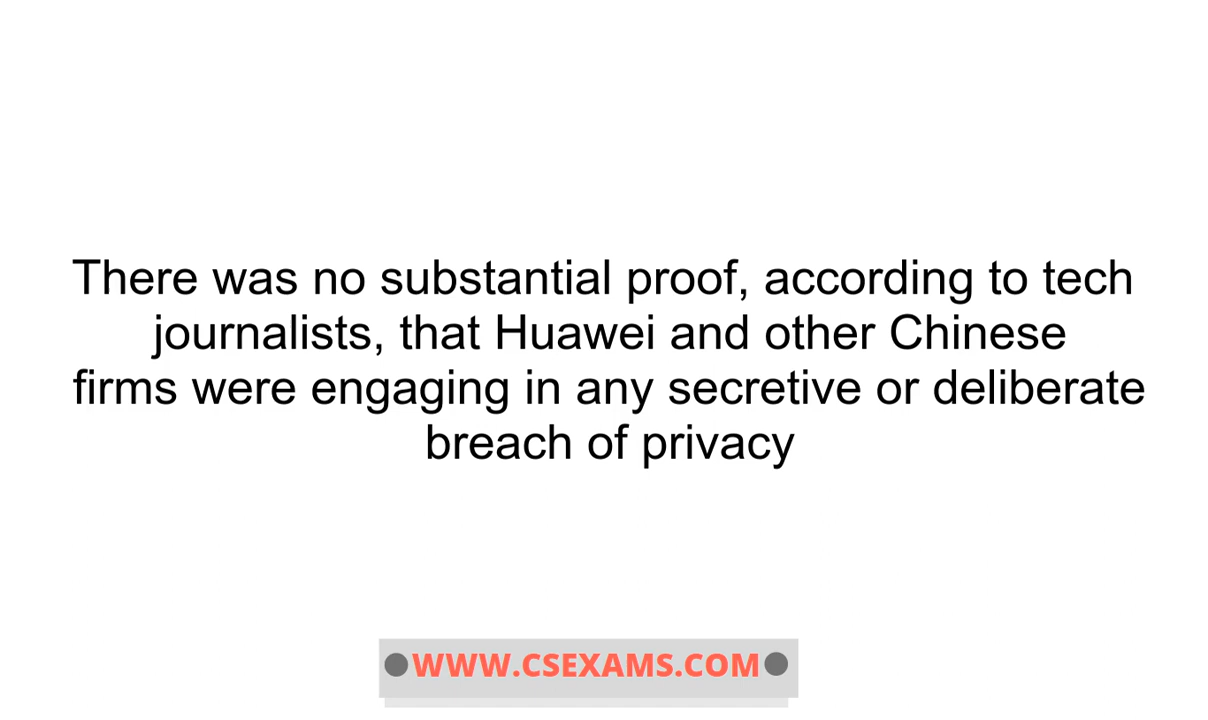 There was no substantial proof, according to tech
journalists, that Huawei and other Chinese
firms were engaging in any secretive or deliberate
breach of privacy
WWW.CSEXAMS.COM